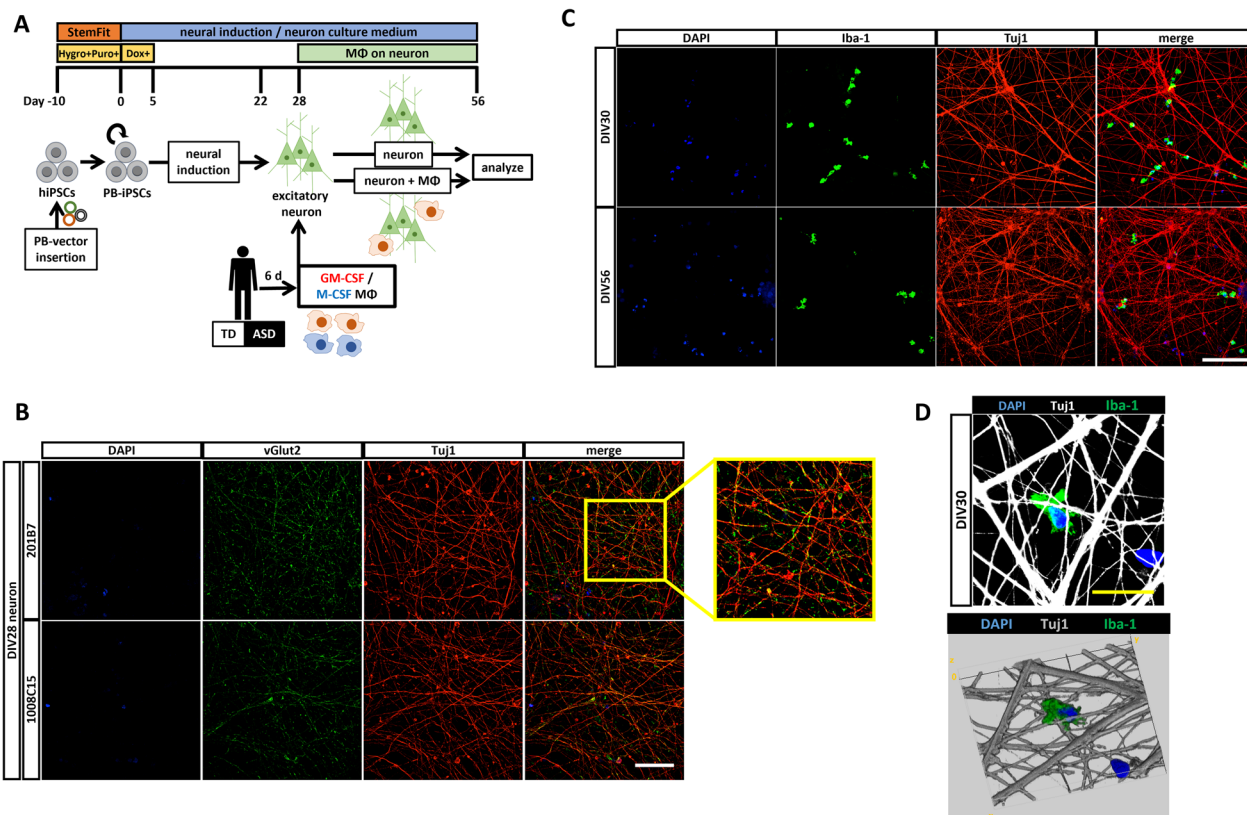 A
StemFit
neural induction / neuron culture medium
Hygro+Puro+
Dox+
MΦ on neuron
Day -10
0
5
22
28
56
hiPSCs
PB-iPSCs
neural
induction
excitatory
neuron
neuron
neuron + MΦ
analyze
PB-vector
insertion
6 d
GM-CSF /
M-CSF MΦ
TD
ASD
B
DAPI
vGlut2
Tuj1
merge
DIV28 neuron
201B7
1008C15
C
DAPI
Iba-1
Tuj1
merge
DIV30
DIV56
D
DAPI
Tuj1
Iba-1
DIV30
DAPI
Tuj1
Iba-1